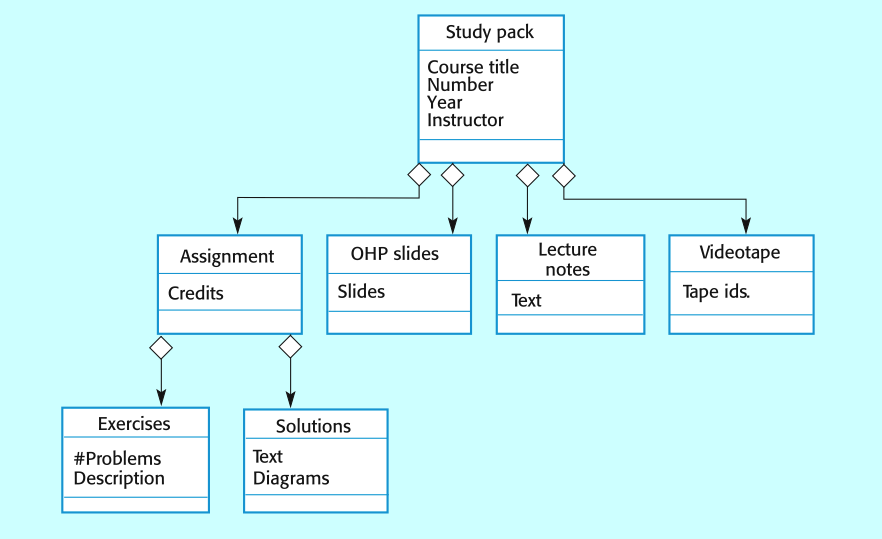 Study pack
Course title
Number
Year
Instructor
Assignment
Credits
OHP slides
Slides
Lecture
notes
Text
Videotape
Tape ids.
Exercises
#Problems
Description
Solutions
Text
Diagrams